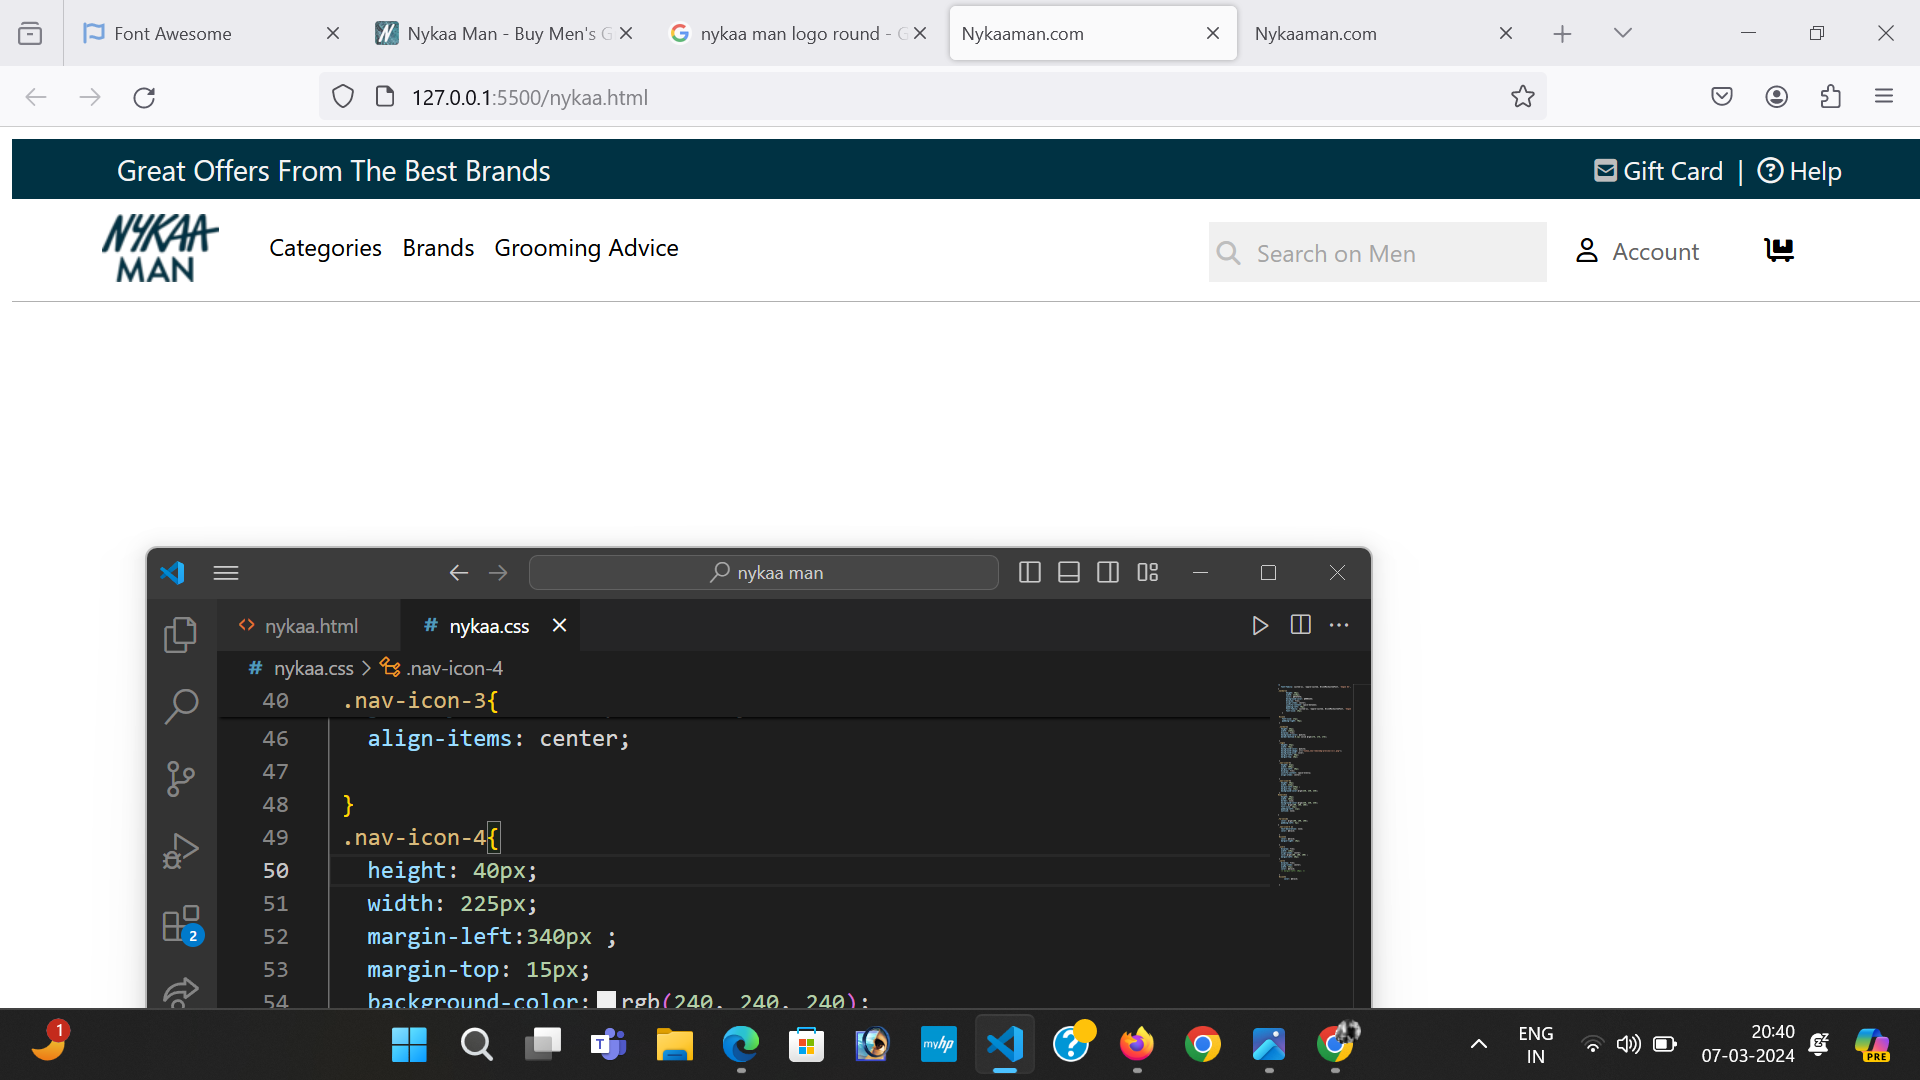 Font Awesome
Nykaa Man - Buy Men's G
nykaa man logo round - G
Nykaaman.com
Nykaaman.com
127.0.0.1:5500/nykaa.html
Great Offers From The Best Brands
Gift Card | Help
NYKAA
MAN
Categories Brands Grooming Advice
Search on Men
Account
nykaa man
nykaa.html
# nykaa.css
# nykaa.css > .nav-icon-4
40 .nav-icon-3{
46 align-items: center;
47
48 }
49 .nav-icon-4{
50 height: 40px;
51 width: 225px;
52 margin-left:340px ;
53 margin-top: 15px;
54 background-color: rgb(240, 240, 240);
2
1
myhp
ENG
IN
20:40
07-03-2024
PRE